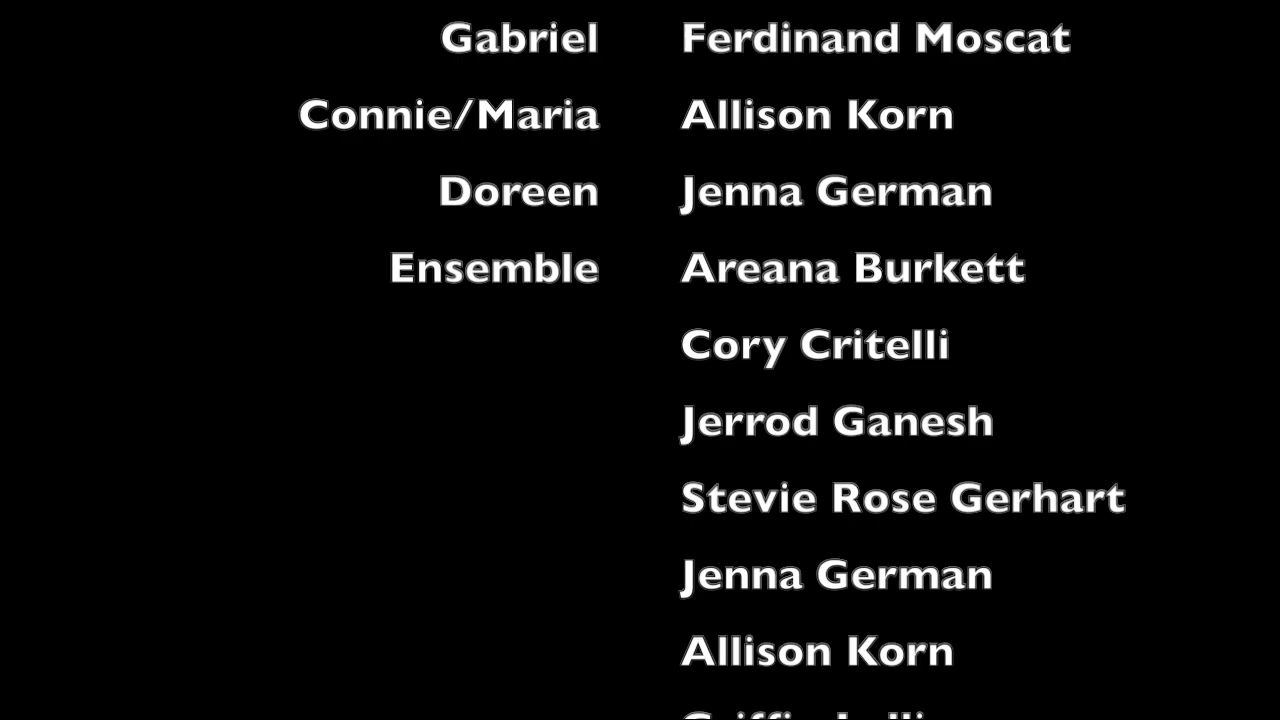 Gabriel Ferdinand Moscat
Connie/Maria Allison Korn
Doreen Jenna German
Ensemble Areana Burkett
Cory Critelli
Jerrod Ganesh
Stevie Rose Gerhart
Jenna German
Allison Korn